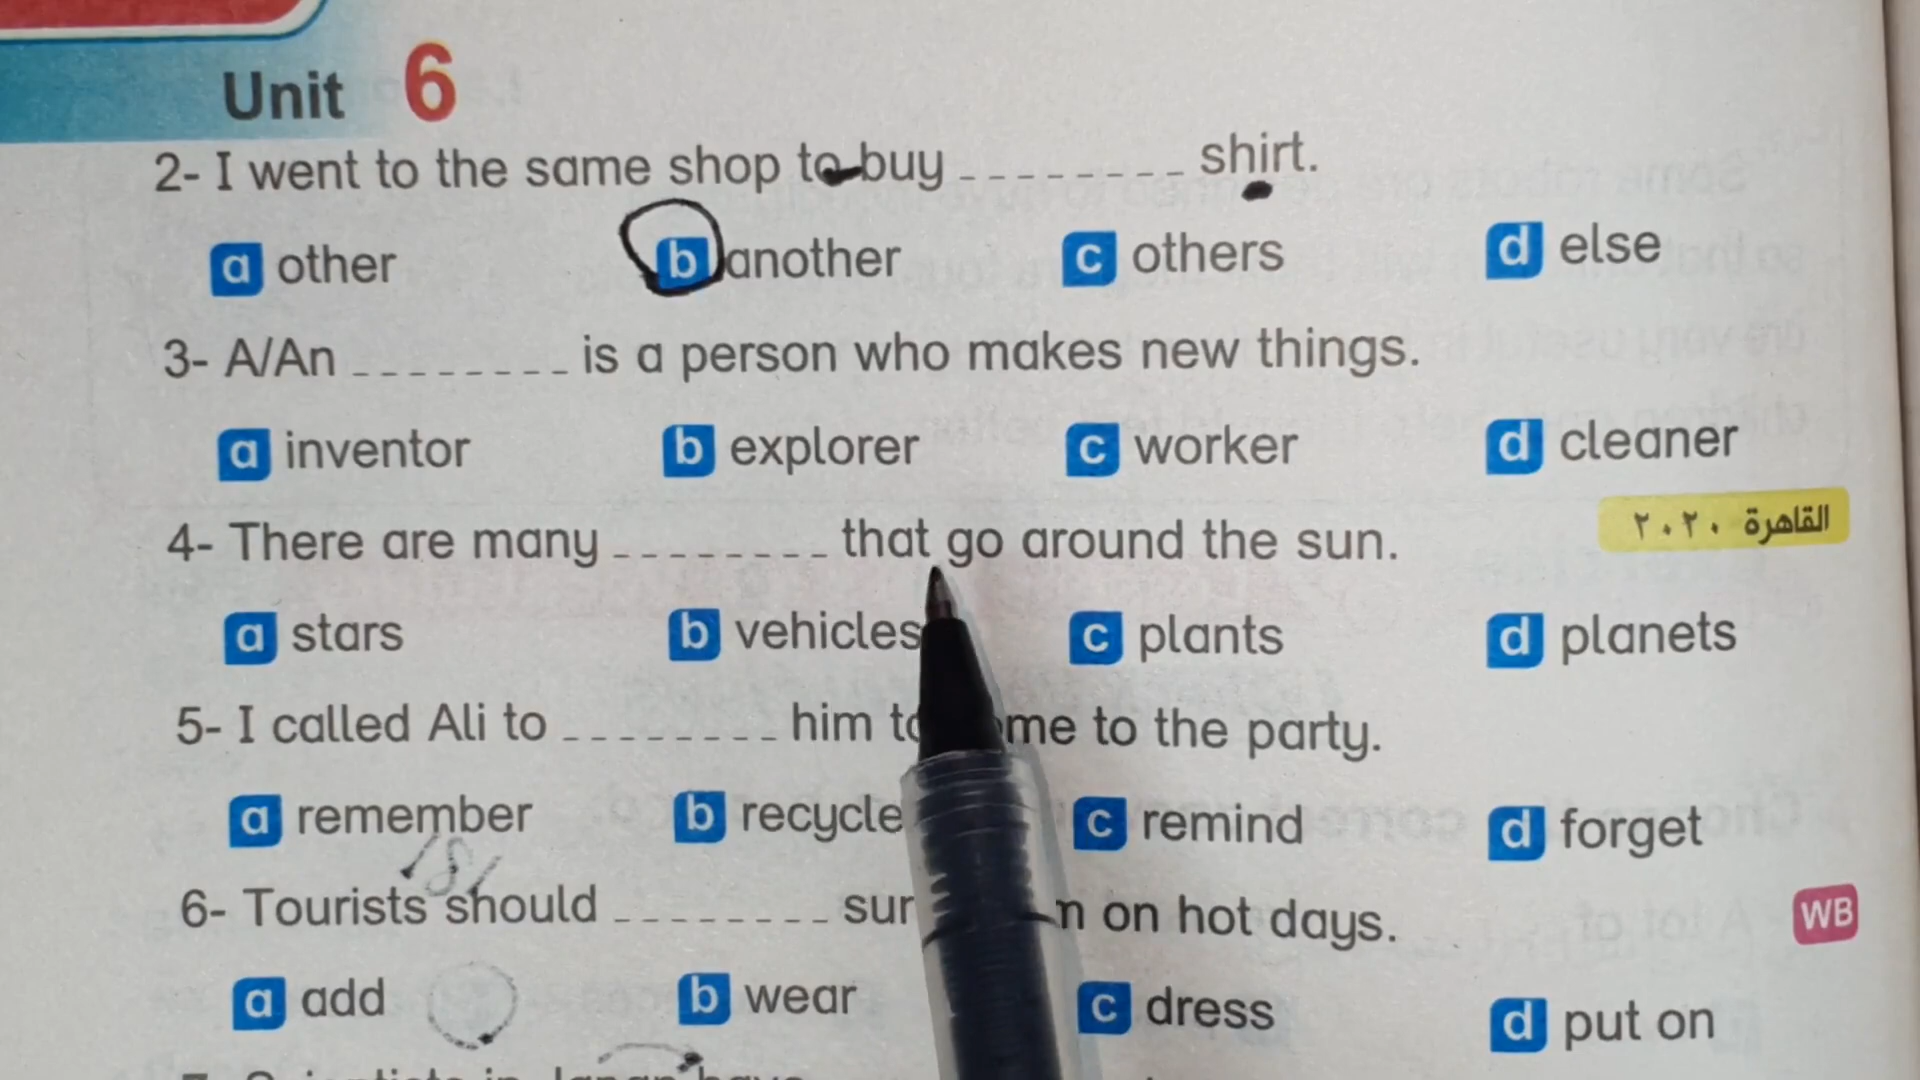 Unit 6
2- I went to the same shop to buy -------- shirt.
a other b another c others d else
3- A/An -------- is a person who makes new things.
a inventor b explorer c worker d cleaner
4- There are many -------- that go around the sun. القاهرة ٢٠٢٠
a stars b vehicles c plants d planets
5- I called Ali to -------- him to me to the party.
a remember b recycle c remind d forget
6- Tourists should -------- sur n on hot days. WB
a add b wear c dress d put on